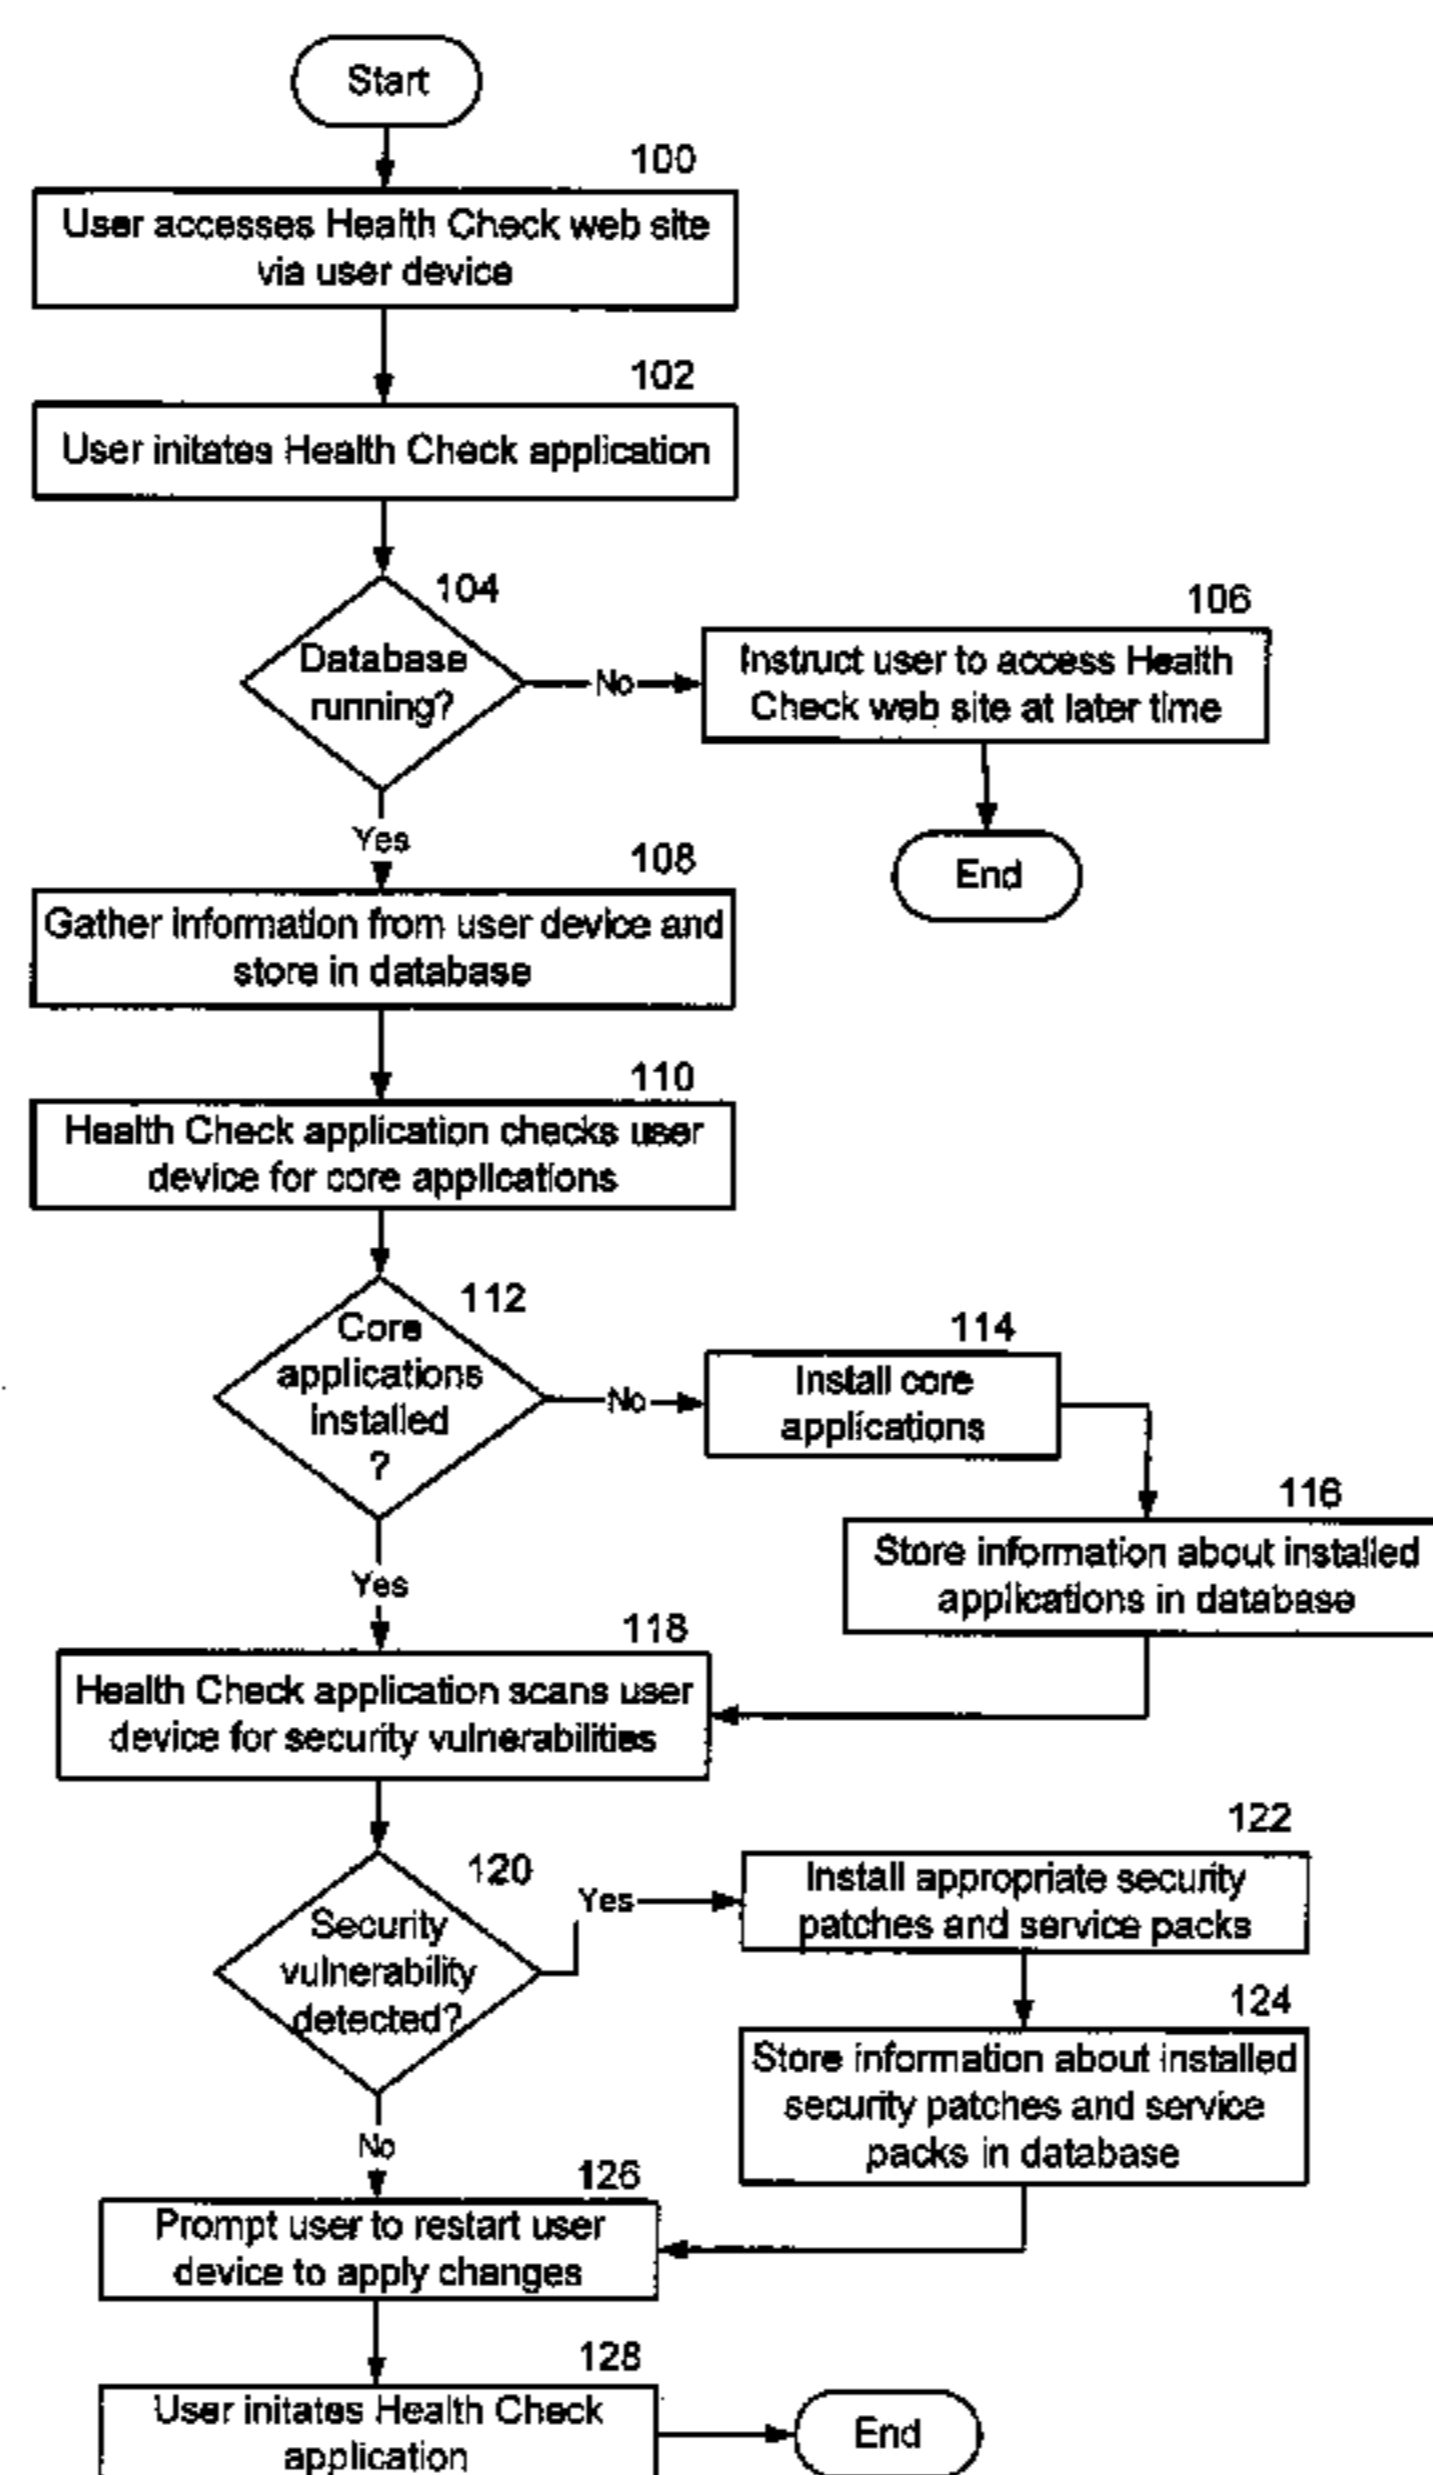 Start
100
User accesses Health Check web site
via user device
102
User initates Health Check application
104
Database
running?
No
106
Instruct user to access Health
Check web site at later time
End
Yes
108
Gather information from user device and
store in database
110
Health Check application checks user
device for core applications
112
Core
applications
installed
?
No
114
Install core
applications
116
Store information about installed
applications in database
Yes
118
Health Check application scans user
device for security vulnerabilities
120
Security
vulnerability
detected?
Yes
122
Install appropriate security
patches and service packs
124
Store information about installed
security patches and service
packs in database
No
126
Prompt user to restart user
device to apply changes
128
User initates Health Check
application
End